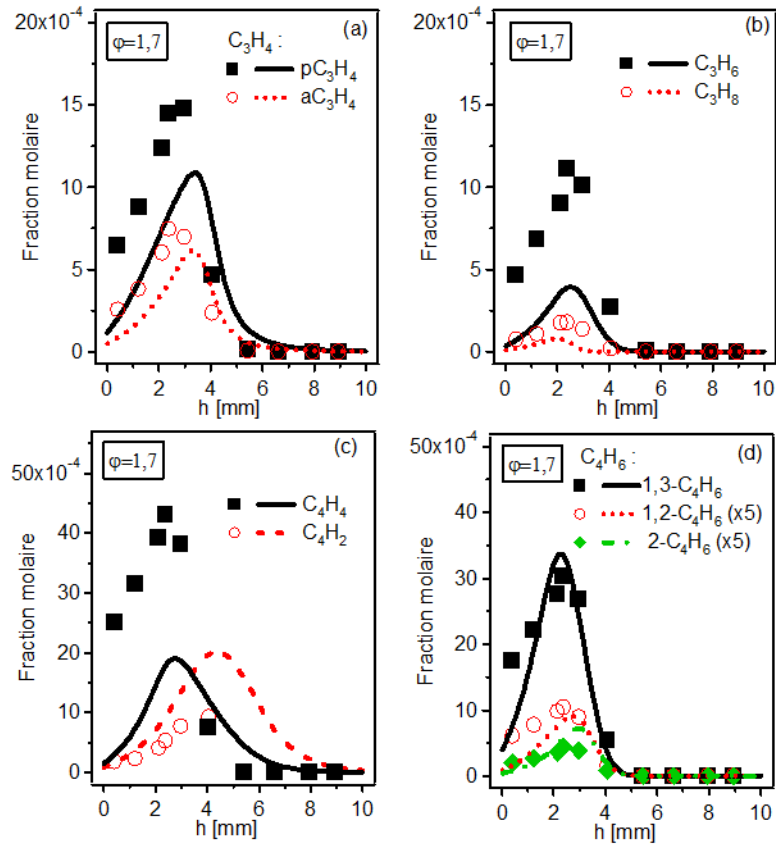 20x10⁻⁴
φ=1,7
(a)
C₃H₄ :
pC₃H₄
aC₃H₄
15
10
5
0
Fraction molaire
0 2 4 6 8 10
h [mm]
20x10⁻⁴
φ=1,7
(b)
C₃H₆
C₃H₈
15
10
5
0
Fraction molaire
0 2 4 6 8 10
h [mm]
50x10⁻⁴
φ=1,7
(c)
C₄H₄
C₄H₂
40
30
20
10
0
Fraction molaire
0 2 4 6 8 10
h [mm]
50x10⁻⁴
φ=1,7
(d)
C₄H₆ :
1,3-C₄H₆
1,2-C₄H₆ (x5)
2-C₄H₆ (x5)
40
30
20
10
0
Fraction molaire
0 2 4 6 8 10
h [mm]